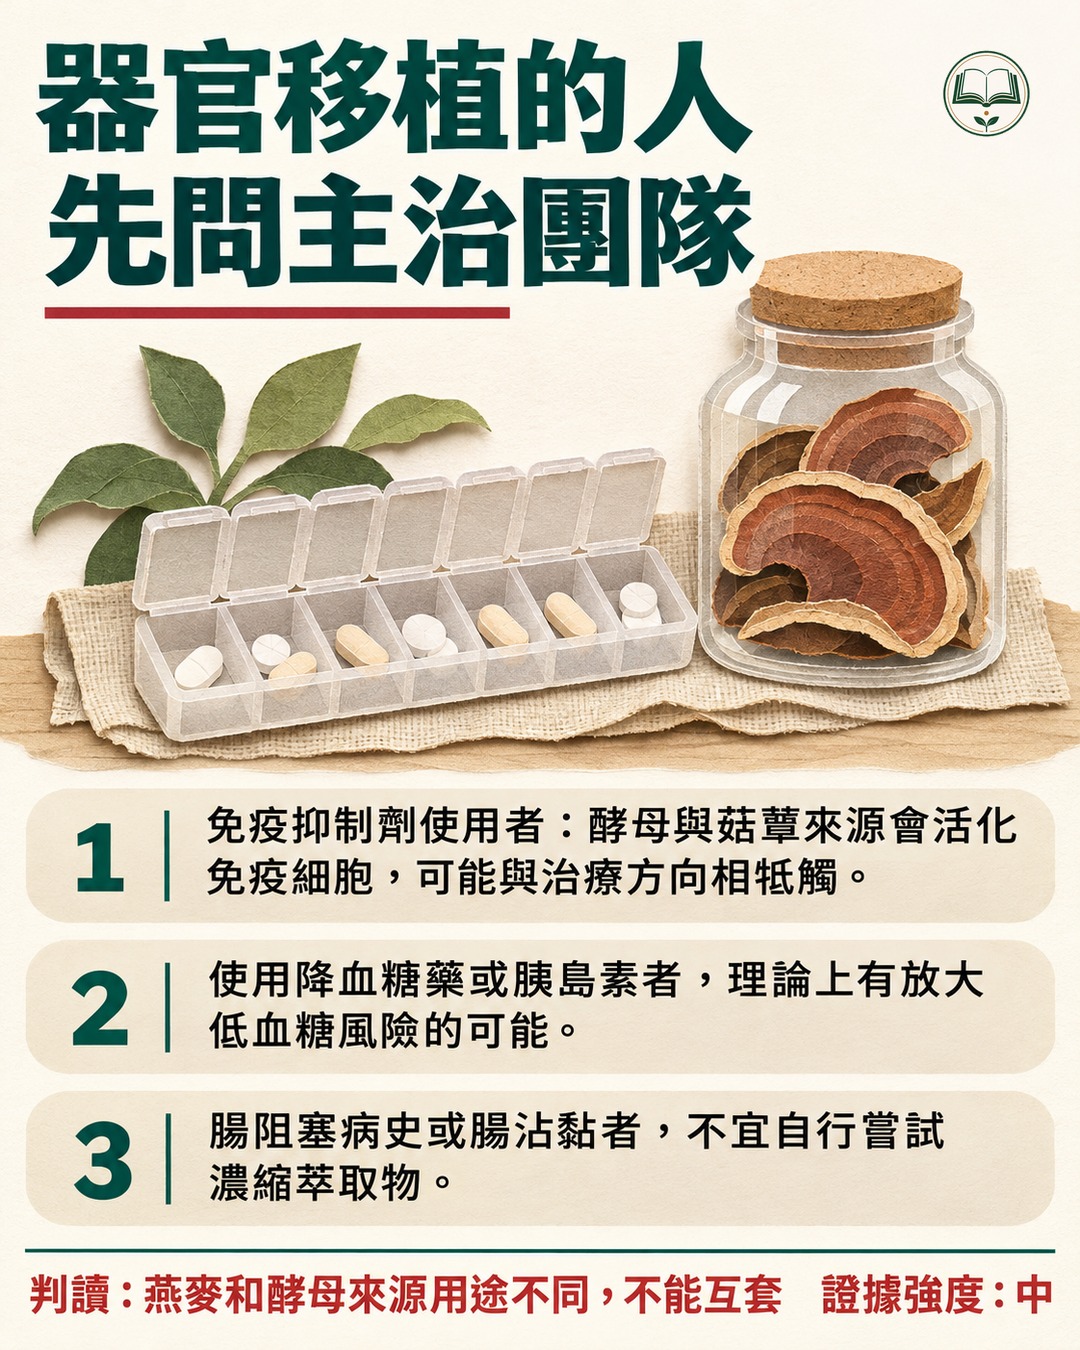 器官移植的人
先問主治團隊
1
免疫抑制劑使用者：酵母與菇蕈來源會活化
免疫細胞，可能與治療方向相牴觸。
2
使用降血糖藥或胰島素者，理論上有放大
低血糖風險的可能。
3
腸阻塞病史或腸沾黏者，不宜自行嘗試
濃縮萃取物。
判讀：燕麥和酵母來源用途不同，不能互套　證據強度：中